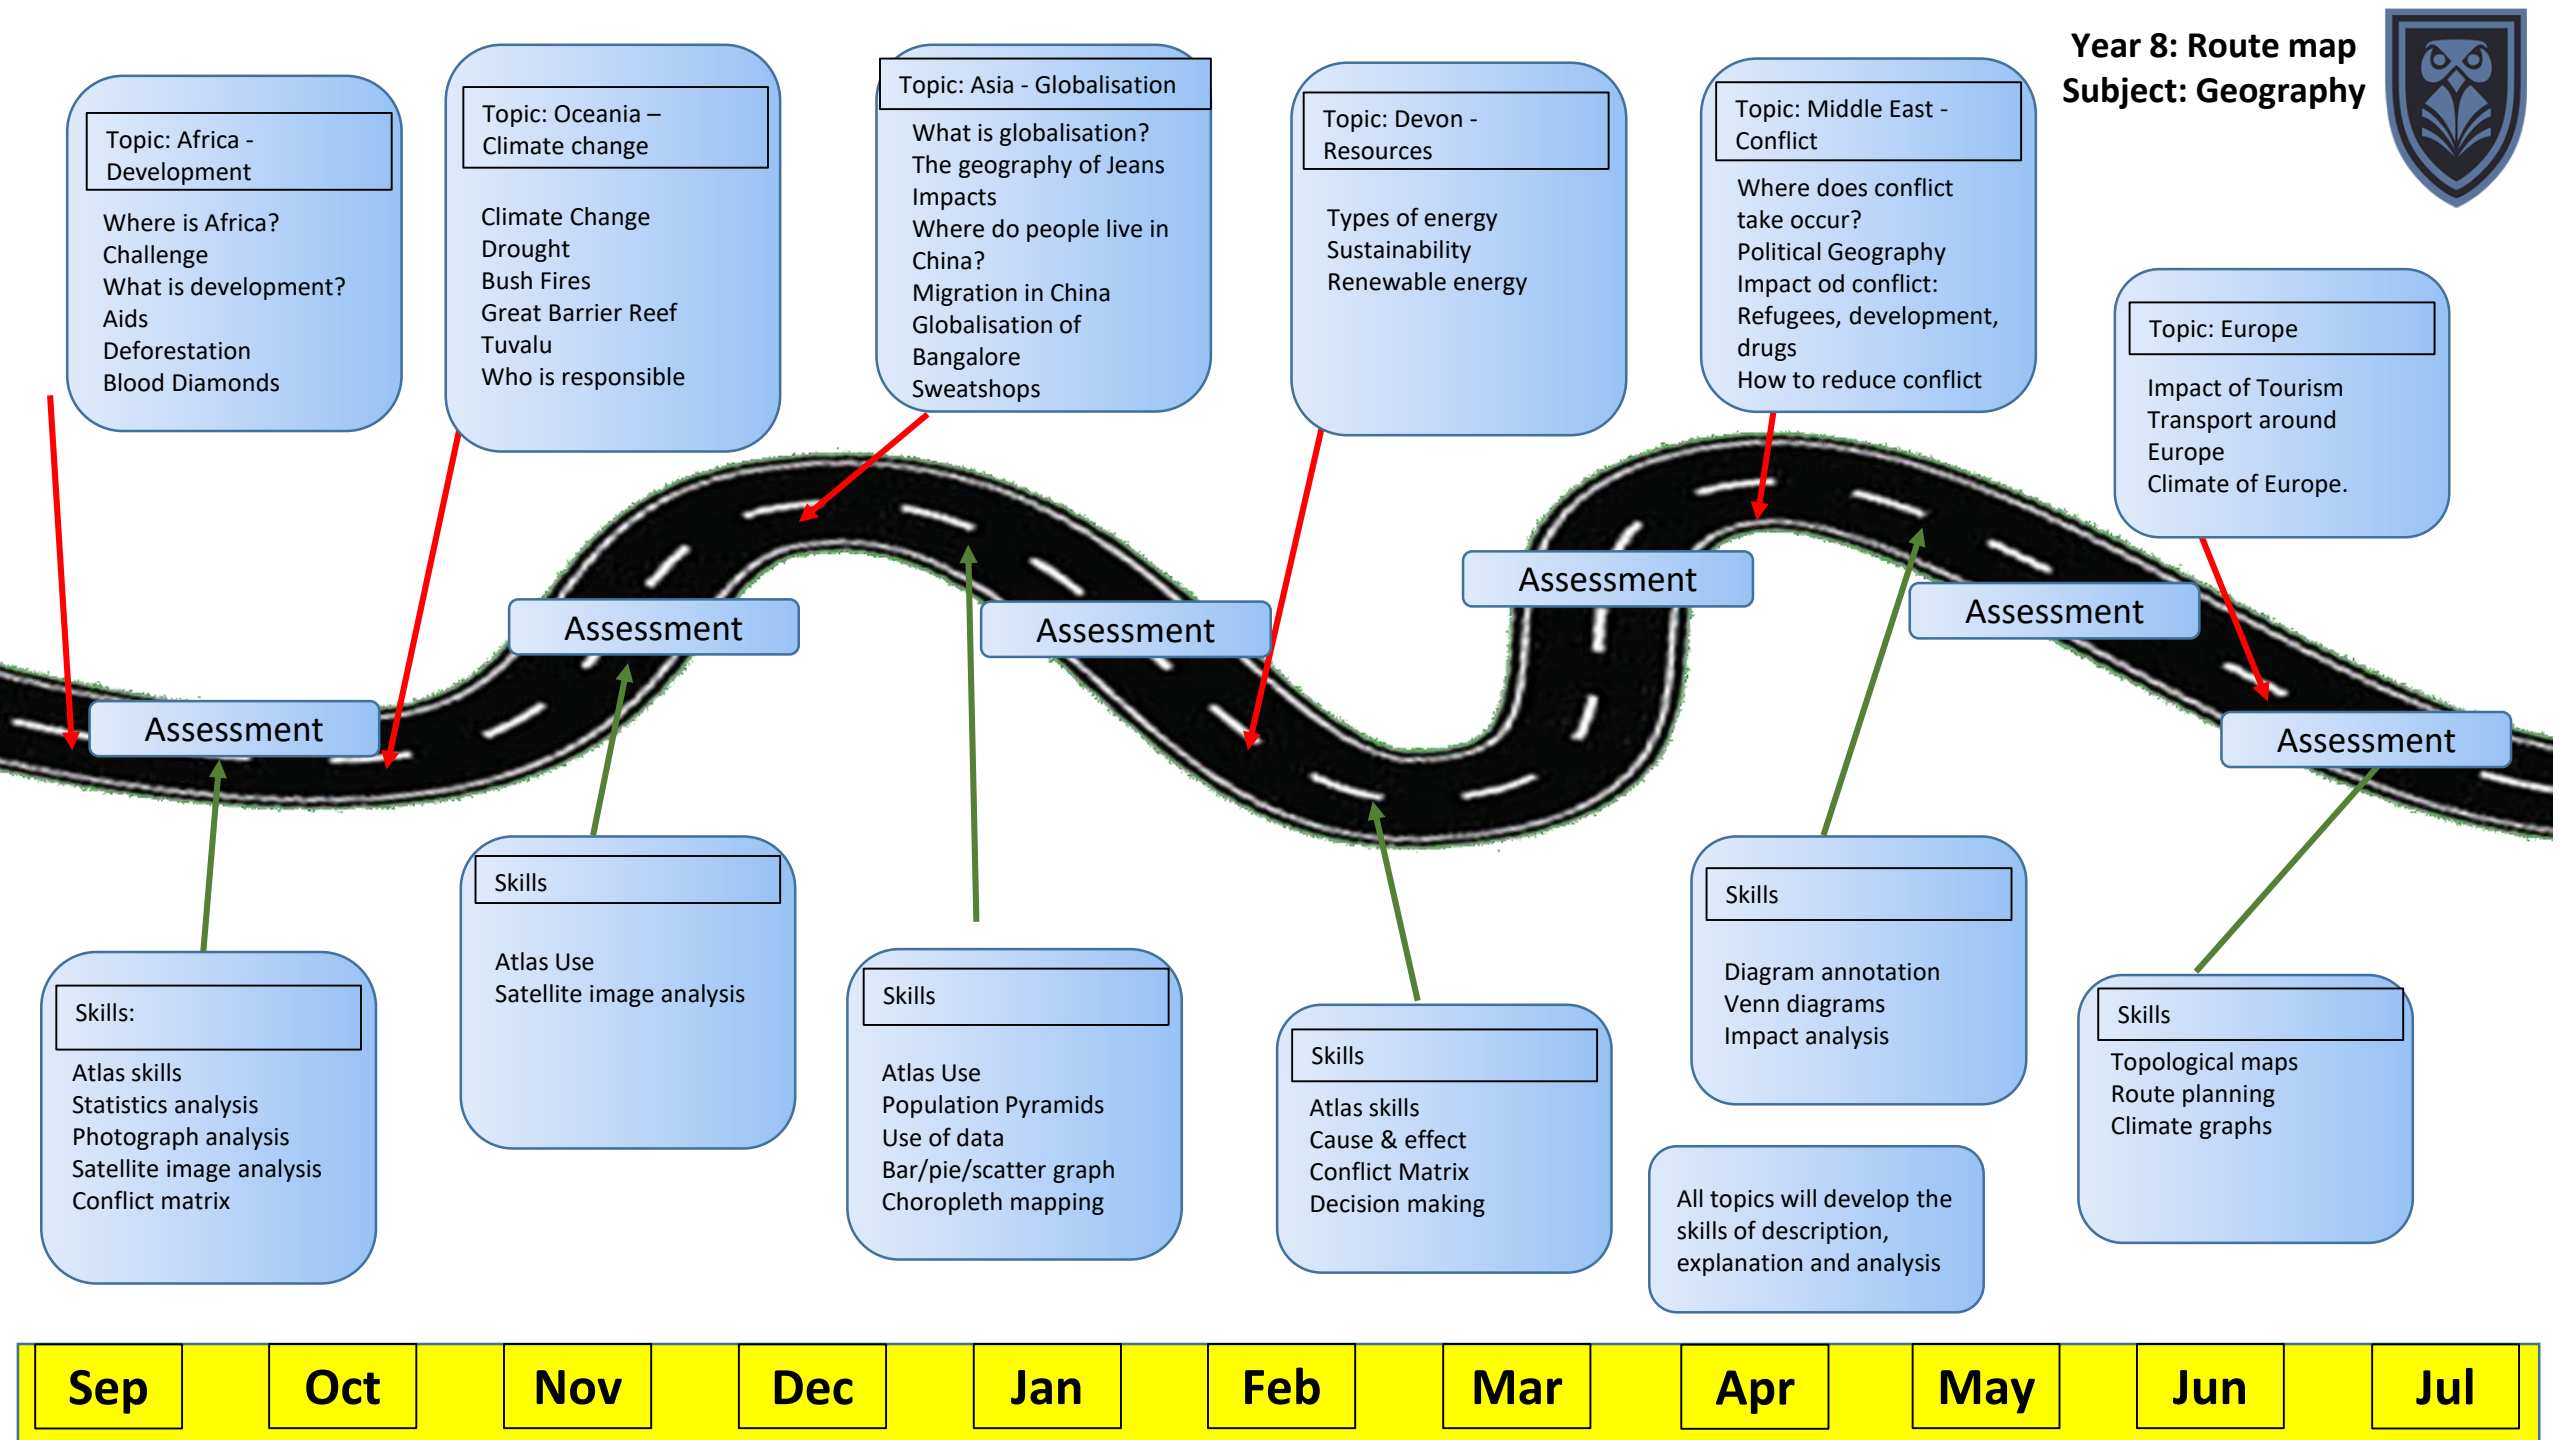 Year 8: Route map
Subject: Geography
Topic: Africa -
Development
Where is Africa?
Challenge
What is development?
Aids
Deforestation
Blood Diamonds
Topic: Oceania –
Climate change
Climate Change
Drought
Bush Fires
Great Barrier Reef
Tuvalu
Who is responsible
Topic: Asia - Globalisation
What is globalisation?
The geography of Jeans
Impacts
Where do people live in
China?
Migration in China
Globalisation of
Bangalore
Sweatshops
Topic: Devon -
Resources
Types of energy
Sustainability
Renewable energy
Topic: Middle East -
Conflict
Where does conflict
take occur?
Political Geography
Impact od conflict:
Refugees, development,
drugs
How to reduce conflict
Topic: Europe
Impact of Tourism
Transport around
Europe
Climate of Europe.
Assessment
Assessment
Assessment
Assessment
Assessment
Assessment
Skills:
Atlas skills
Statistics analysis
Photograph analysis
Satellite image analysis
Conflict matrix
Skills
Atlas Use
Satellite image analysis
Skills
Atlas Use
Population Pyramids
Use of data
Bar/pie/scatter graph
Choropleth mapping
Skills
Atlas skills
Cause & effect
Conflict Matrix
Decision making
Skills
Diagram annotation
Venn diagrams
Impact analysis
All topics will develop the
skills of description,
explanation and analysis
Skills
Topological maps
Route planning
Climate graphs
Sep Oct Nov Dec Jan Feb Mar Apr May Jun Jul